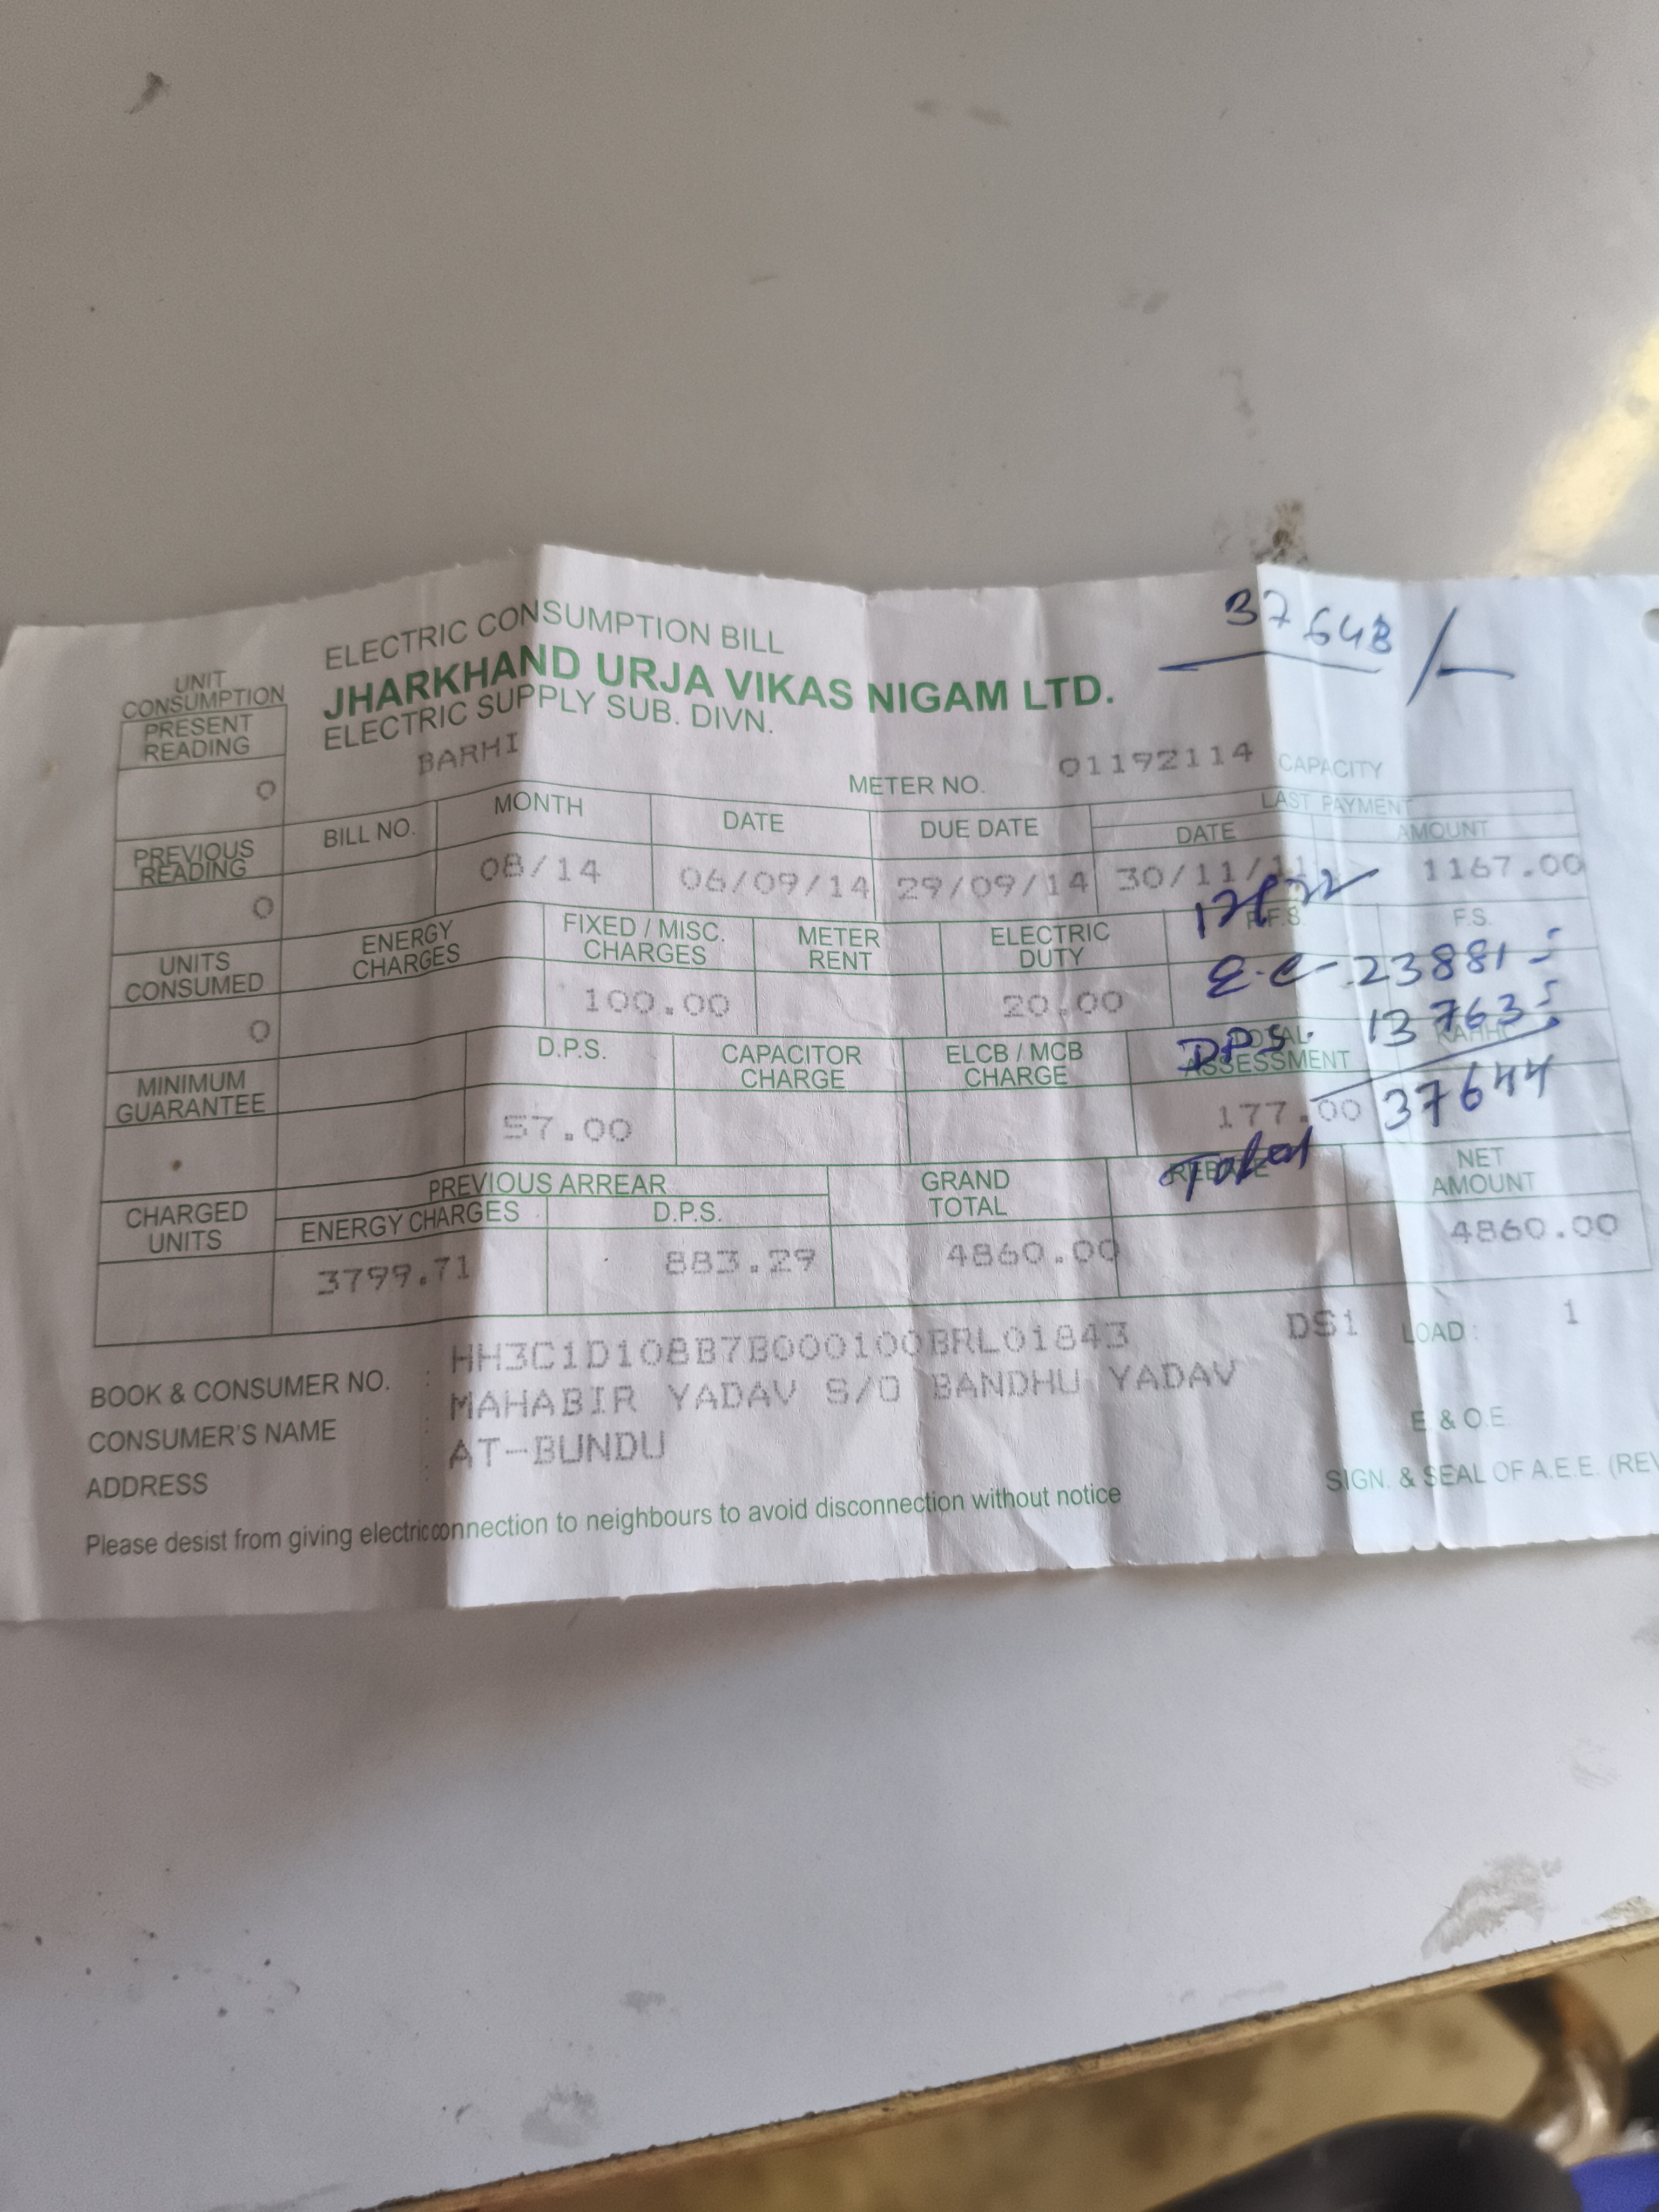 37648/-
ELECTRIC CONSUMPTION BILL
JHARKHAND URJA VIKAS NIGAM LTD.
ELECTRIC SUPPLY SUB. DIVN.
BARHI
METER NO. 01192114 CAPACITY
UNIT CONSUMPTION
PRESENT READING
0
PREVIOUS READING
0
UNITS CONSUMED
0
MINIMUM GUARANTEE
CHARGED UNITS
BILL NO. MONTH DATE DUE DATE LAST PAYMENT
DATE AMOUNT
08/14 06/09/14 29/09/14 30/11/11 1167.00
ENERGY CHARGES FIXED / MISC. CHARGES METER RENT ELECTRIC DUTY F.S.
100.00 20.00
E.C- 23881
DPS. 13763
37644
Total
D.P.S. CAPACITOR CHARGE ELCB / MCB CHARGE TOTAL ASSESSMENT
57.00 177.00
PREVIOUS ARREAR GRAND TOTAL REBATE NET AMOUNT
ENERGY CHARGES D.P.S.
3799.71 883.29 4860.00 4860.00
BOOK & CONSUMER NO. : HH3C1D108B7B000100BRL01843 DS1 LOAD : 1
CONSUMER'S NAME : MAHABIR YADAV S/O BANDHU YADAV
ADDRESS : AT-BUNDU
E. & O.E.
SIGN. & SEAL OF A.E.E. (REV
Please desist from giving electric connection to neighbours to avoid disconnection without notice